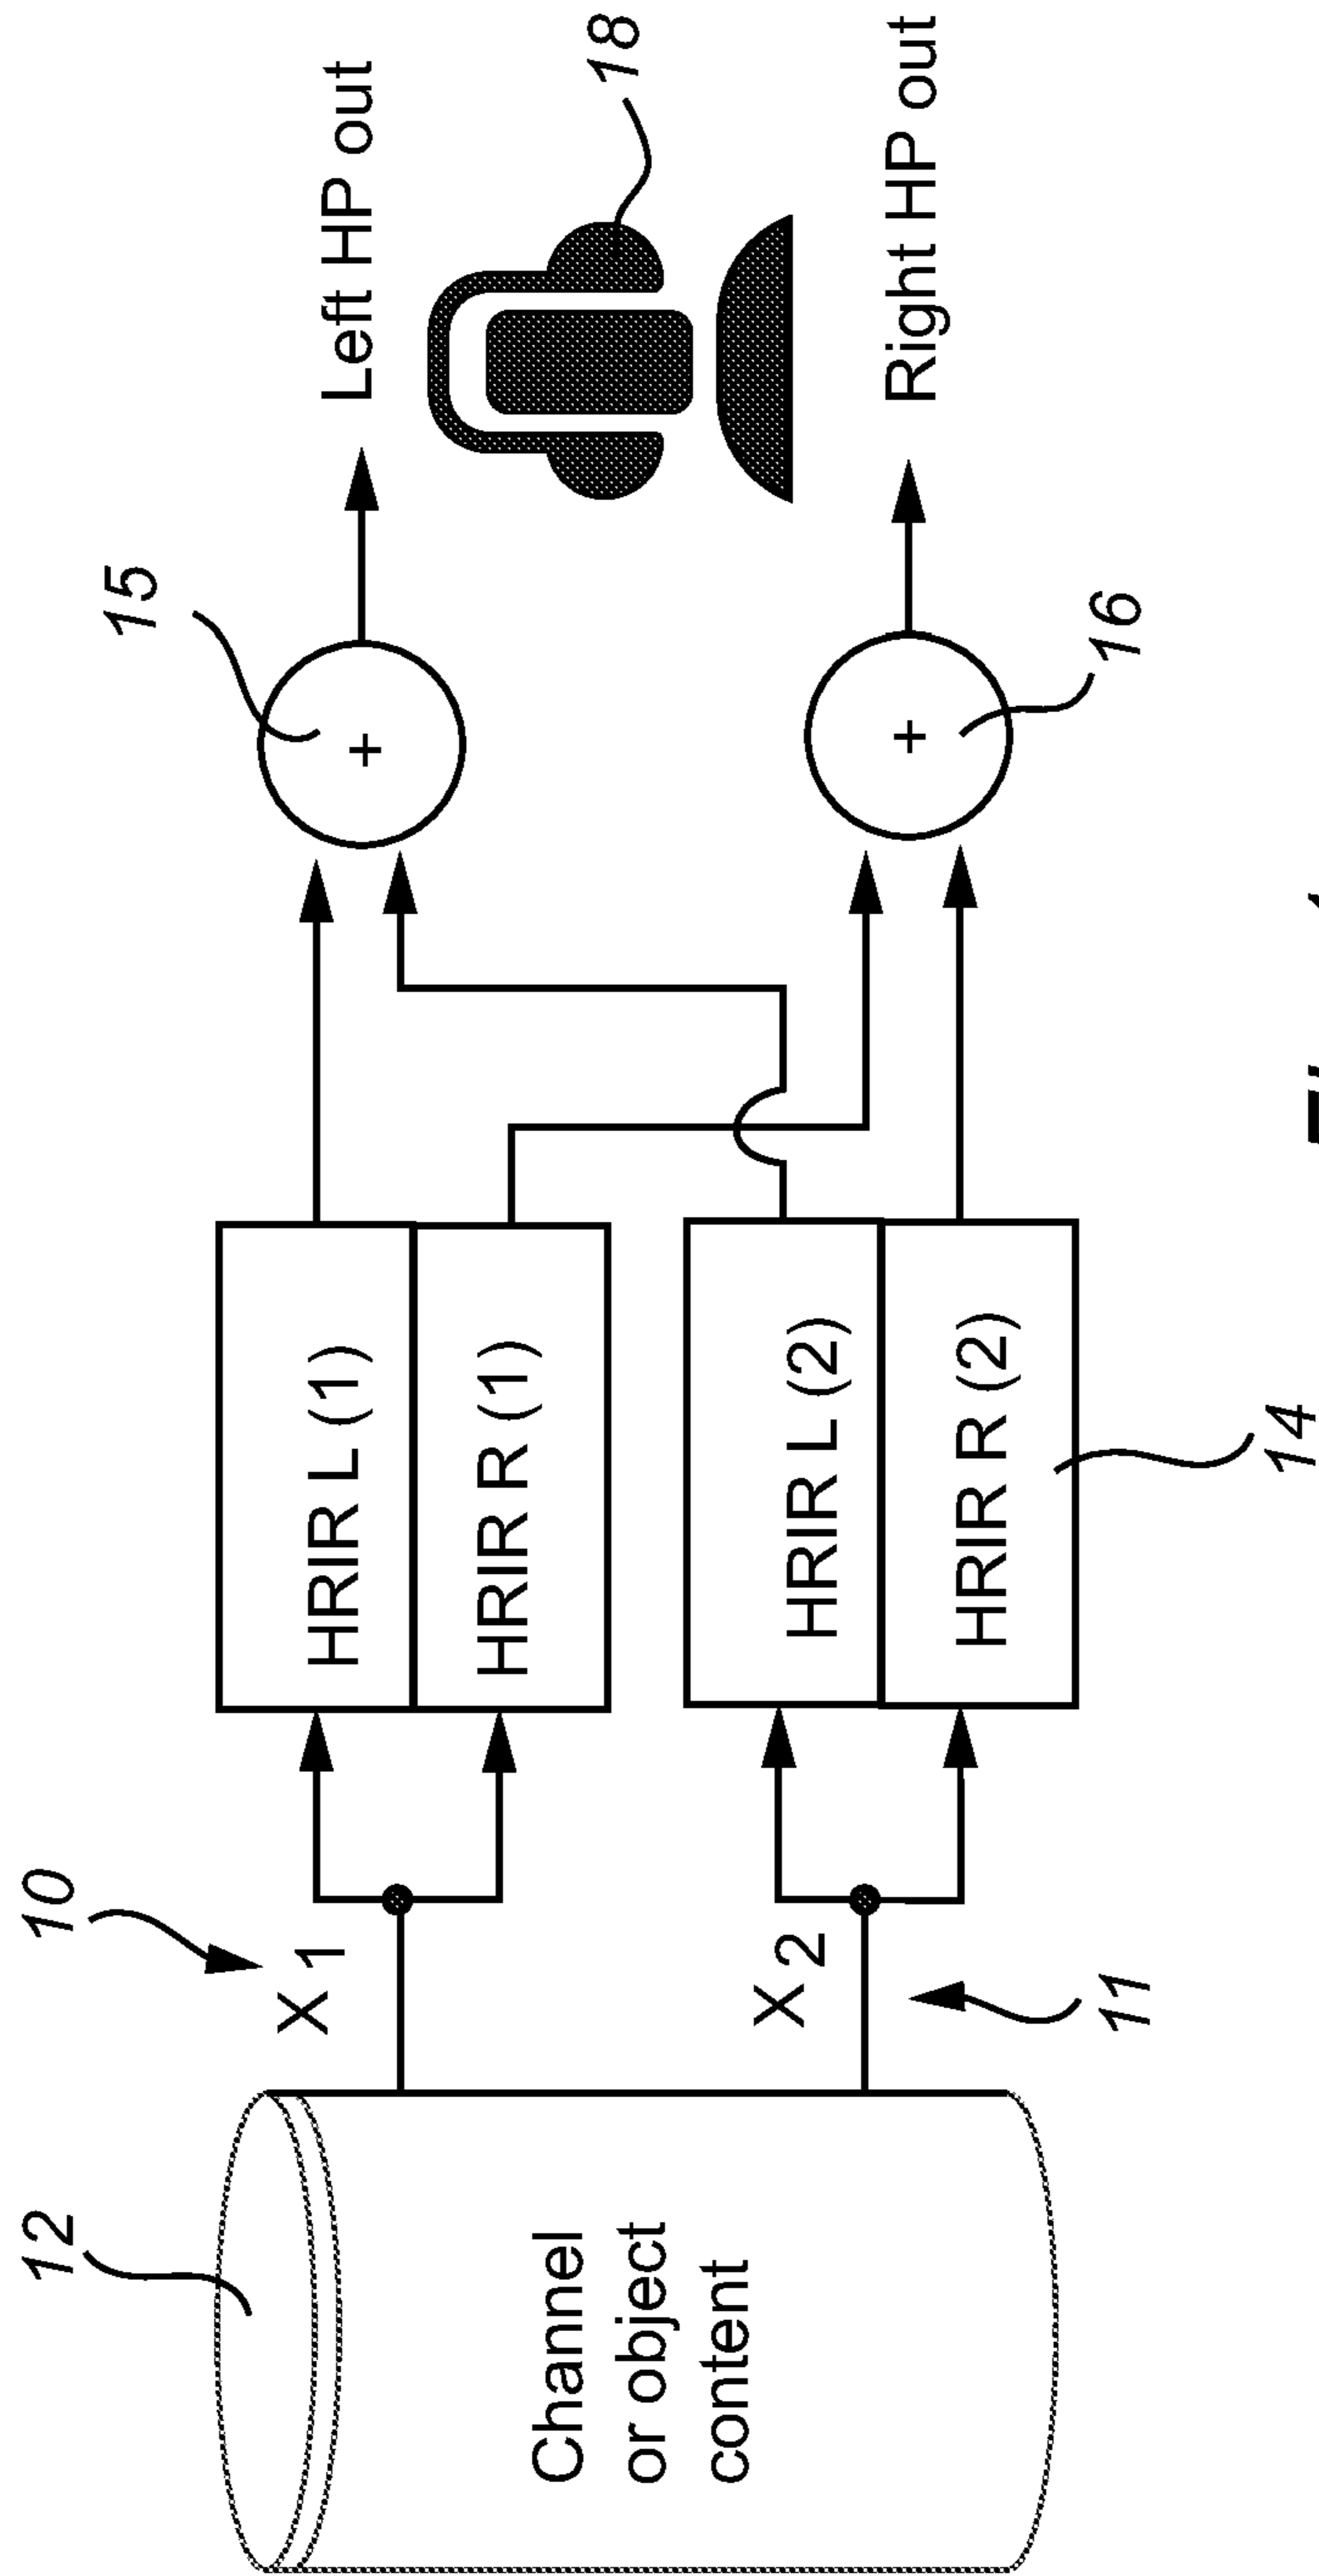 12
10
15
18
X1
HRIR L (1)
Left HP out
Channel
or object
content
HRIR R (1)
+
X2
HRIR L (2)
HRIR R (2)
+
Right HP out
11
14
16